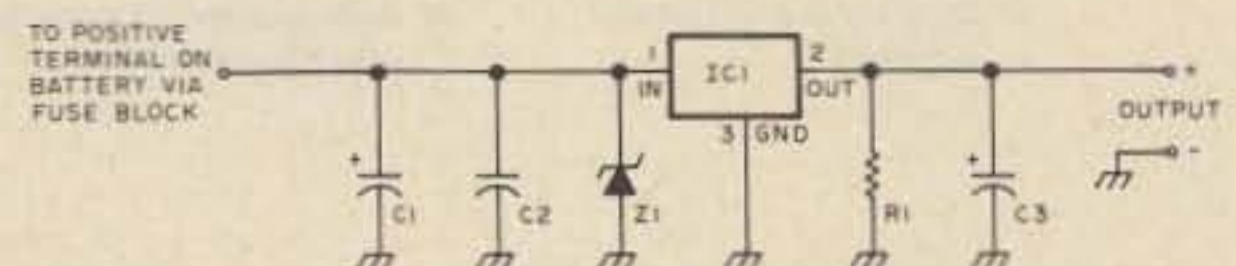 TO POSITIVE
TERMINAL ON
BATTERY VIA
FUSE BLOCK
1
IN
IC1
2
OUT
3 GND
+
OUTPUT
-
+
C1
C2
Z1
R1
+
C3